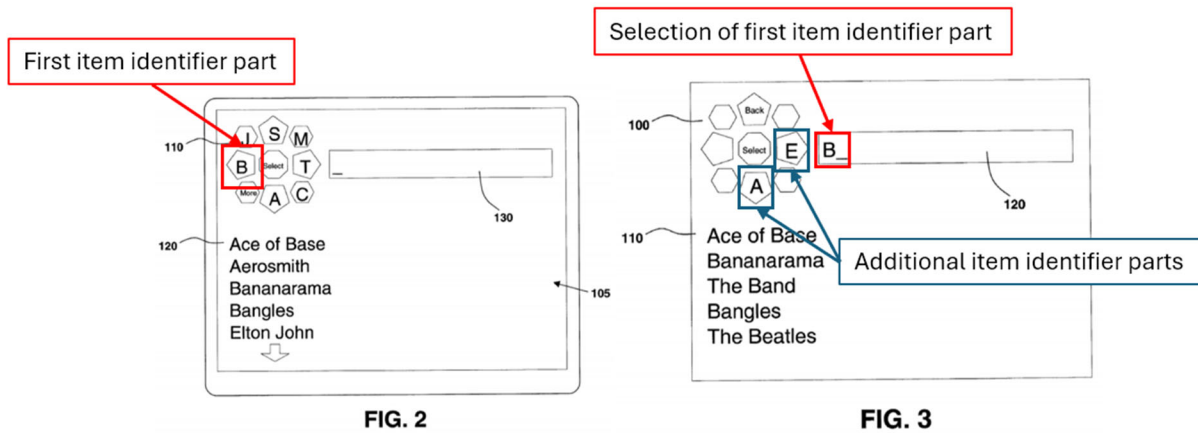 First item identifier part
Selection of first item identifier part
J S M
110
B Select T
_
More A C
130
120
Ace of Base
Aerosmith
Bananarama
Bangles
Elton John
105
FIG. 2
Back
100
Select E
B_
A
120
110
Ace of Base
Bananarama
The Band
Bangles
The Beatles
Additional item identifier parts
FIG. 3